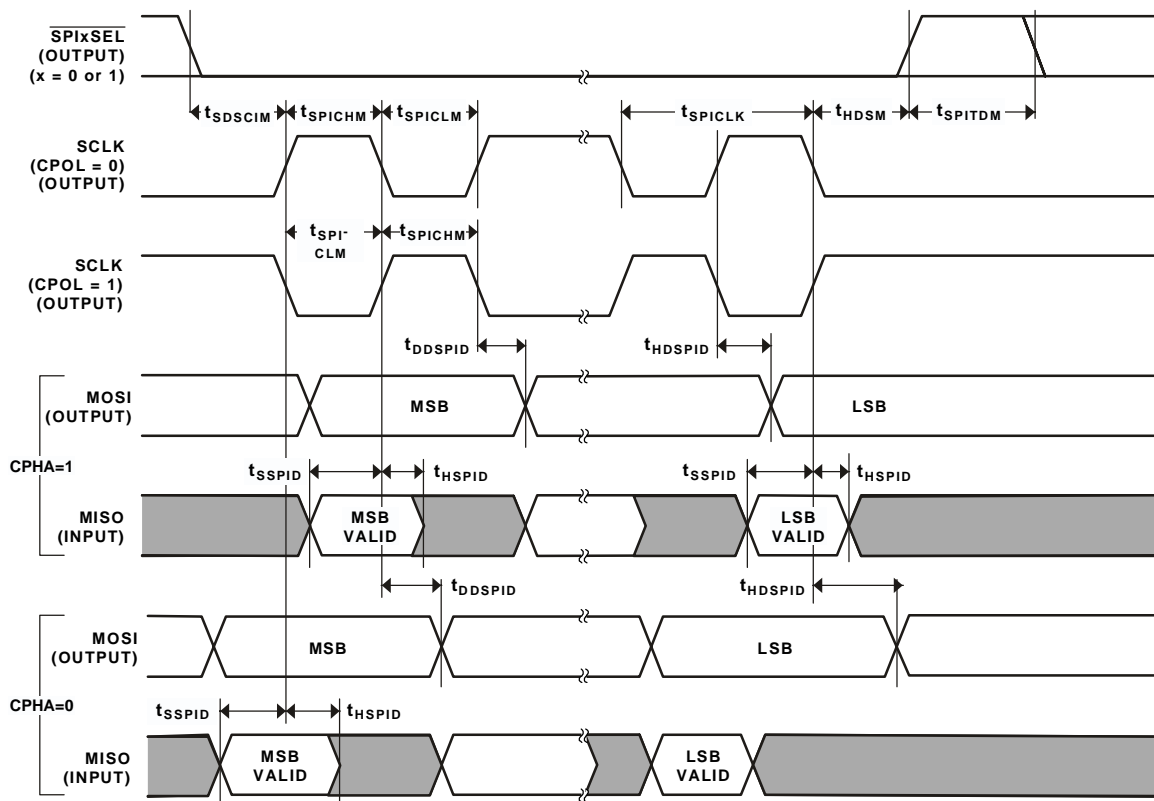 SPIxSEL
(OUTPUT)
(x = 0 or 1)
tSDSCIM
tSPICHM
tSPICLM
tSPICLK
tHDSM
tSPITDM
SCLK
(CPOL = 0)
(OUTPUT)
tSPI-
CLM
tSPICHM
SCLK
(CPOL = 1)
(OUTPUT)
tDDSPID
tHDSPID
MOSI
(OUTPUT)
MSB
LSB
CPHA=1
tSSPID
tHSPID
tSSPID
tHSPID
MISO
(INPUT)
MSB
VALID
LSB
VALID
tDDSPID
tHDSPID
MOSI
(OUTPUT)
MSB
LSB
CPHA=0
tSSPID
tHSPID
MISO
(INPUT)
MSB
VALID
LSB
VALID